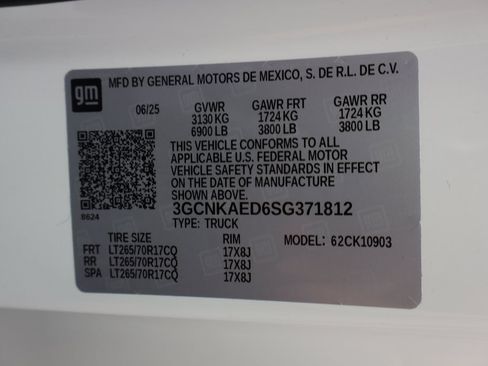 gm
MFD BY GENERAL MOTORS DE MEXICO, S. DE R.L. DE C.V.
06/25 GVWR GAWR FRT GAWR RR
3130 KG 1724 KG 1724 KG
6900 LB 3800 LB 3800 LB
THIS VEHICLE CONFORMS TO ALL
APPLICABLE U.S. FEDERAL MOTOR
VEHICLE SAFETY STANDARDS IN EFFECT
ON THE DATE OF MANUFACTURE
SHOWN ABOVE.
8624
3GCNKAED6SG371812
TYPE: TRUCK
TIRE SIZE RIM MODEL: 62CK10903
FRT LT265/70R17CQ 17X8J
RR LT265/70R17CQ 17X8J
SPA LT265/70R17CQ 17X8J